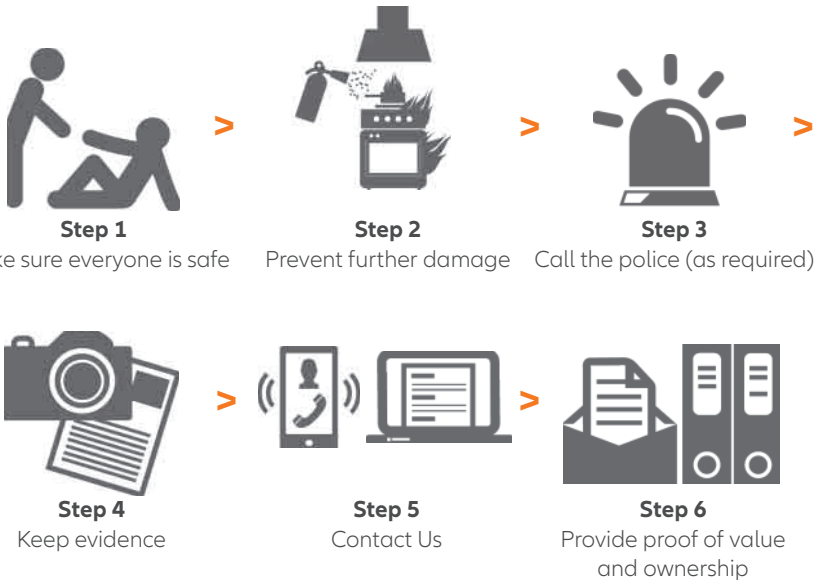 Step 1
sure everyone is safe
>
Step 2
Prevent further damage
>
Step 3
Call the police (as required)
>
Step 4
Keep evidence
>
Step 5
Contact Us
>
Step 6
Provide proof of value
and ownership